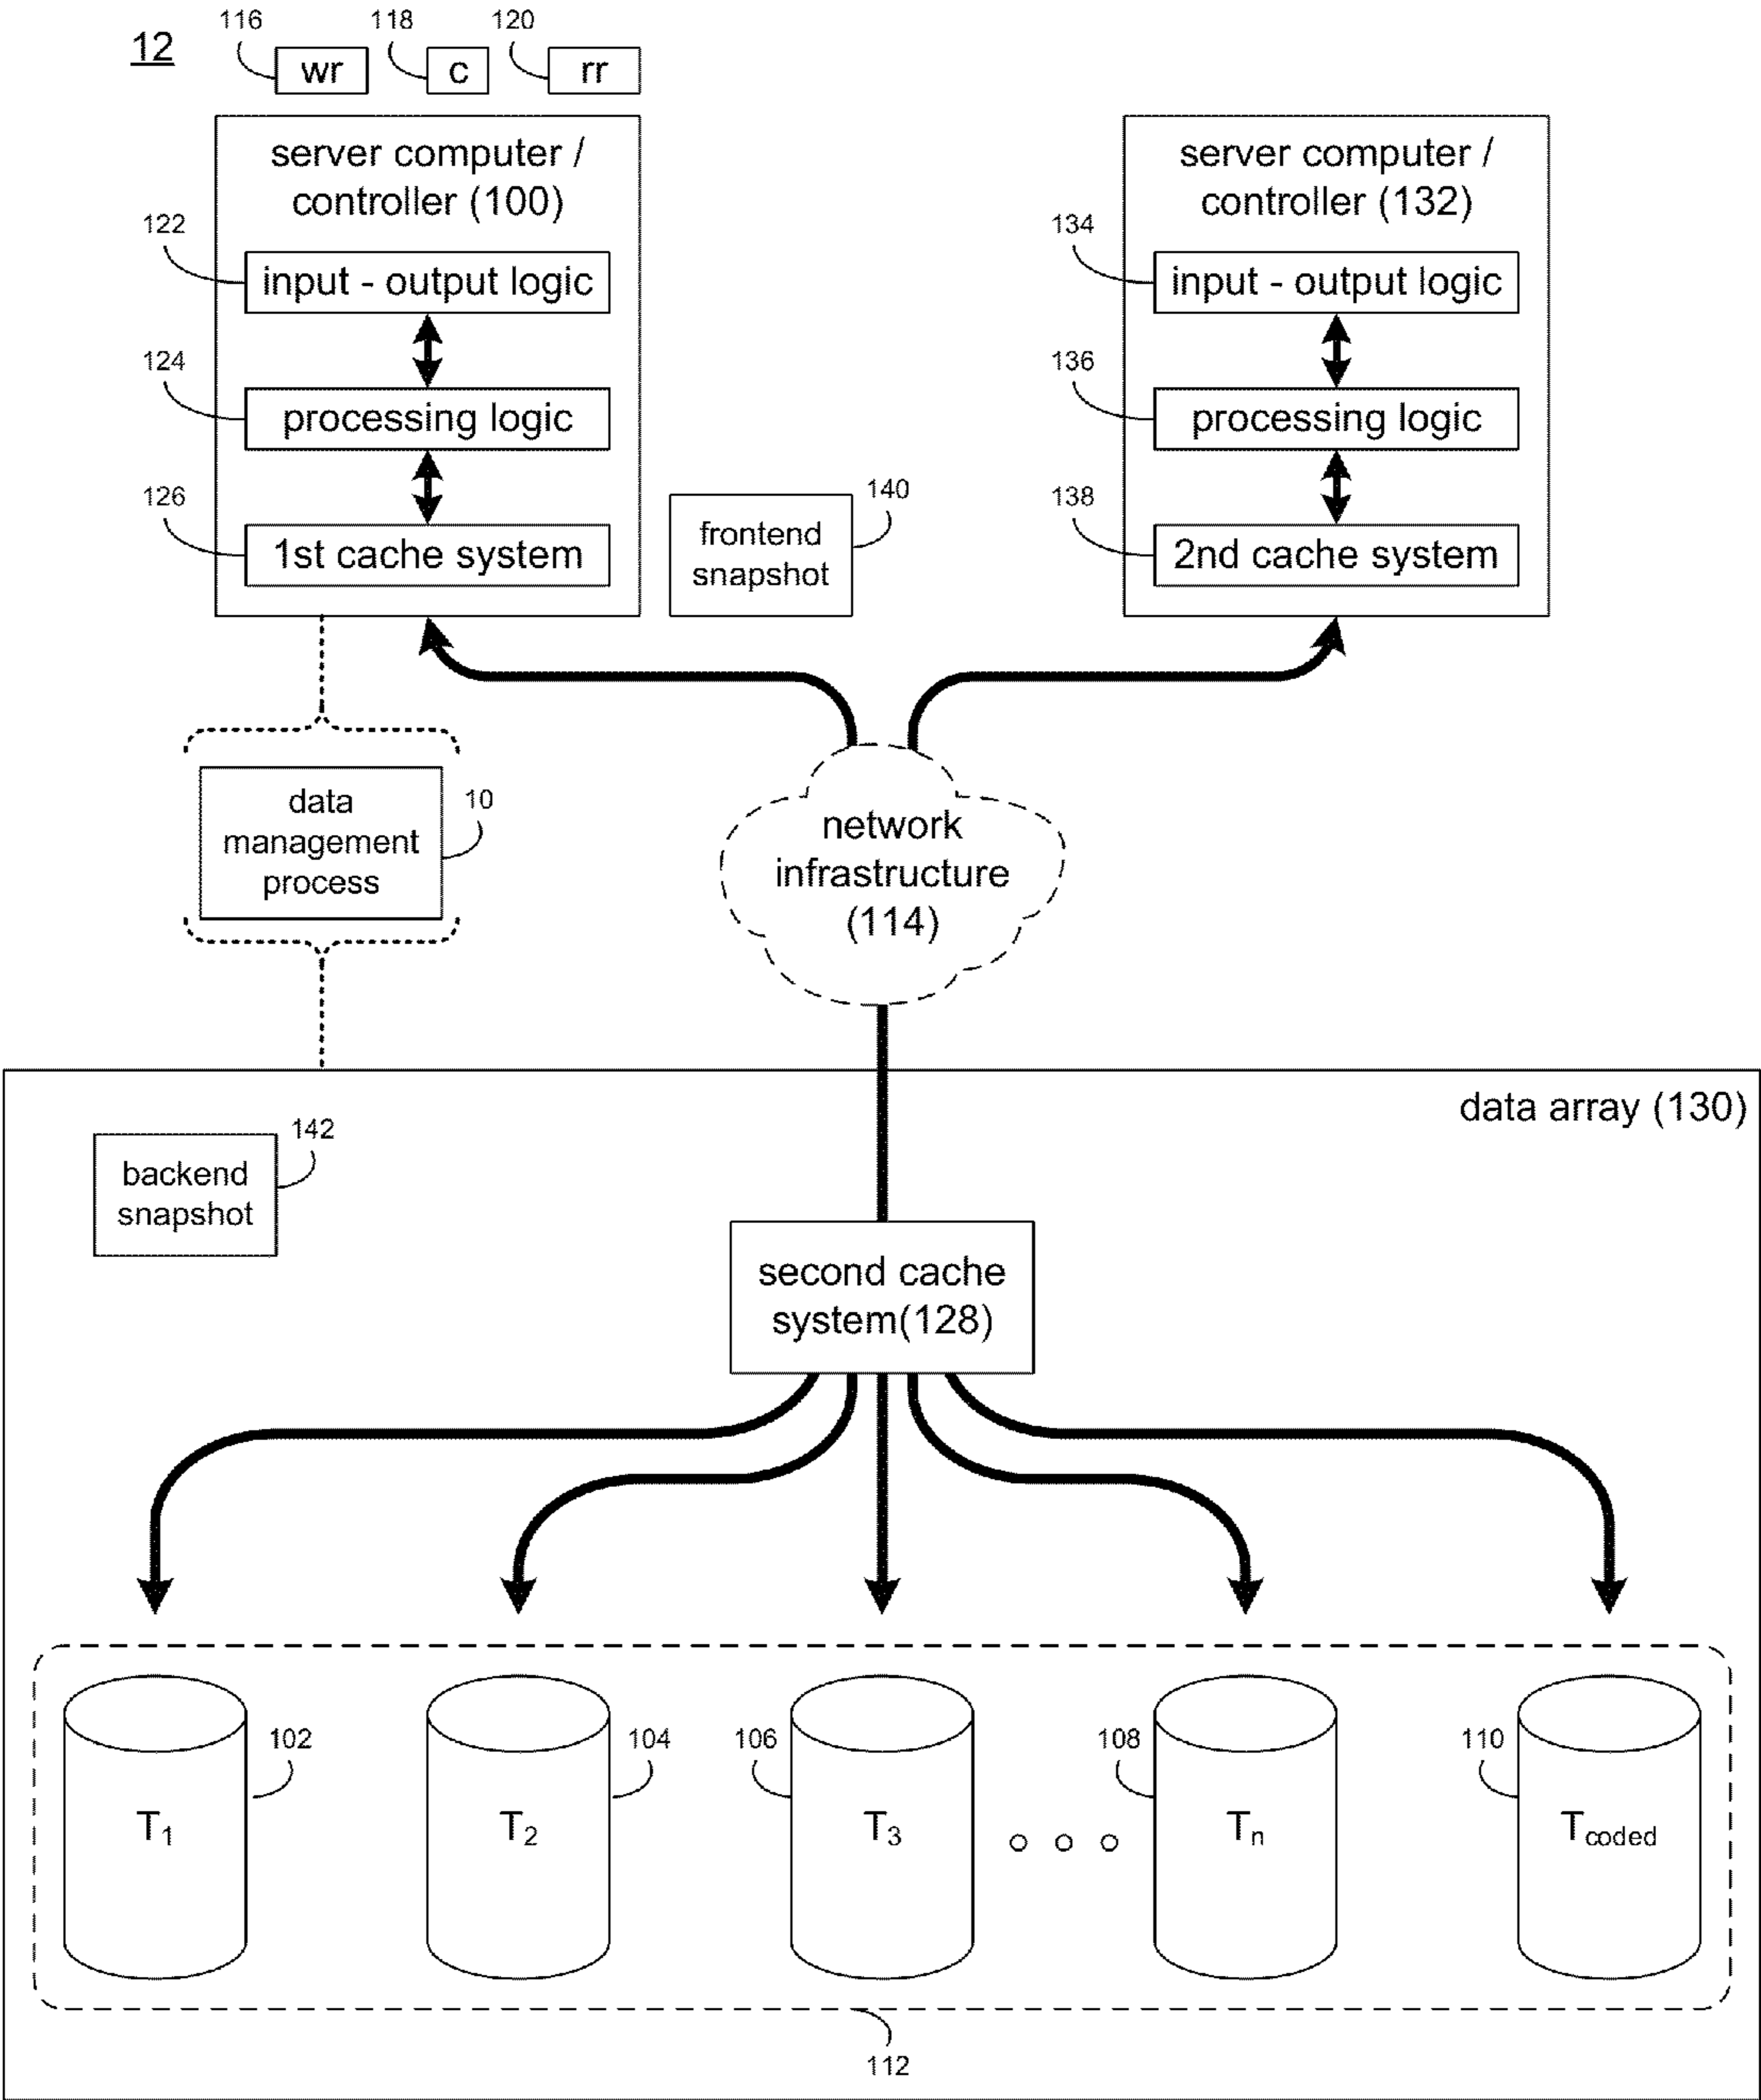 12
116
wr
118
c
120
rr
server computer /
controller (100)
122
input - output logic
124
processing logic
126
1st cache system
server computer /
controller (132)
134
input - output logic
136
processing logic
138
2nd cache system
140
frontend
snapshot
data
management
process
10
network
infrastructure
(114)
data array (130)
142
backend
snapshot
second cache
system(128)
102
T1
104
T2
106
T3
108
Tn
110
Tcoded
112